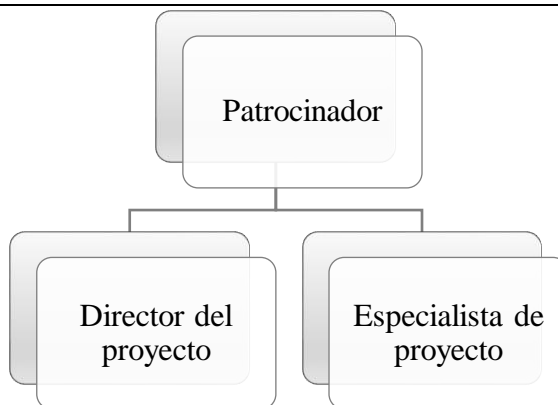 Patrocinador
Director del
proyecto
Especialista de
proyecto